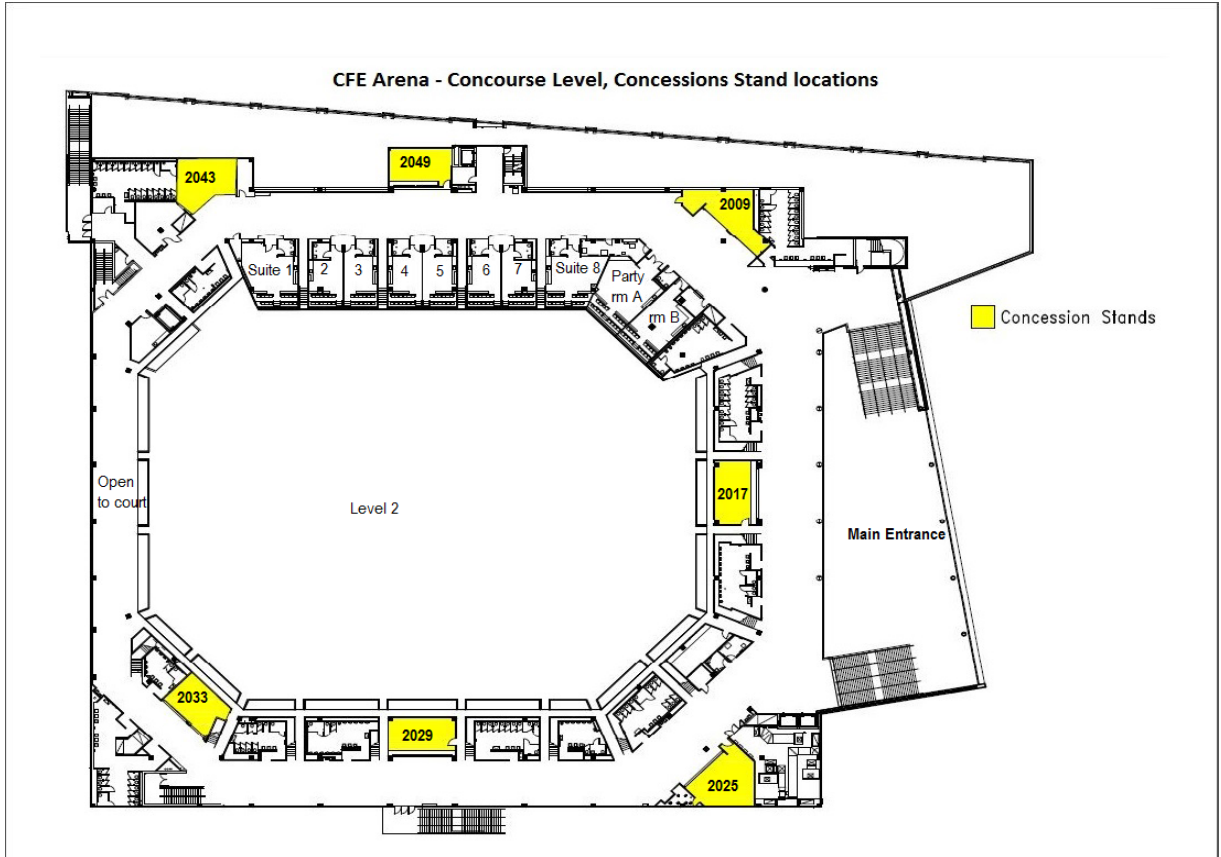 CFE Arena - Concourse Level, Concessions Stand locations
2049
2043
2009
Suite 1
2
3
4
5
6
7
Suite 8
Party
rm A
rm B
Concession Stands
Open
to court
Level 2
2017
Main Entrance
2033
2029
2025